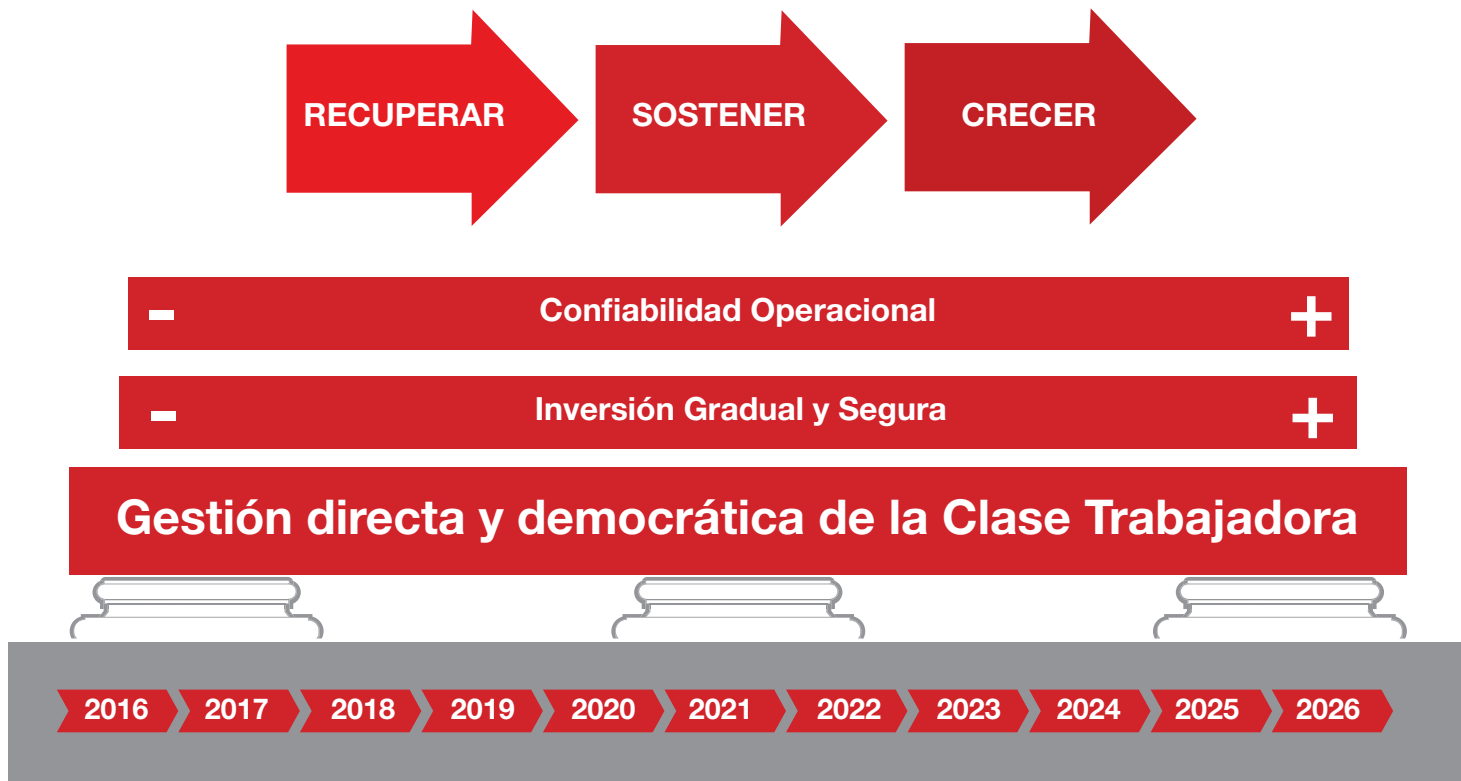 RECUPERAR SOSTENER CRECER
- Confiabilidad Operacional +
- Inversión Gradual y Segura +
Gestión directa y democrática de la Clase Trabajadora
2016 2017 2018 2019 2020 2021 2022 2023 2024 2025 2026